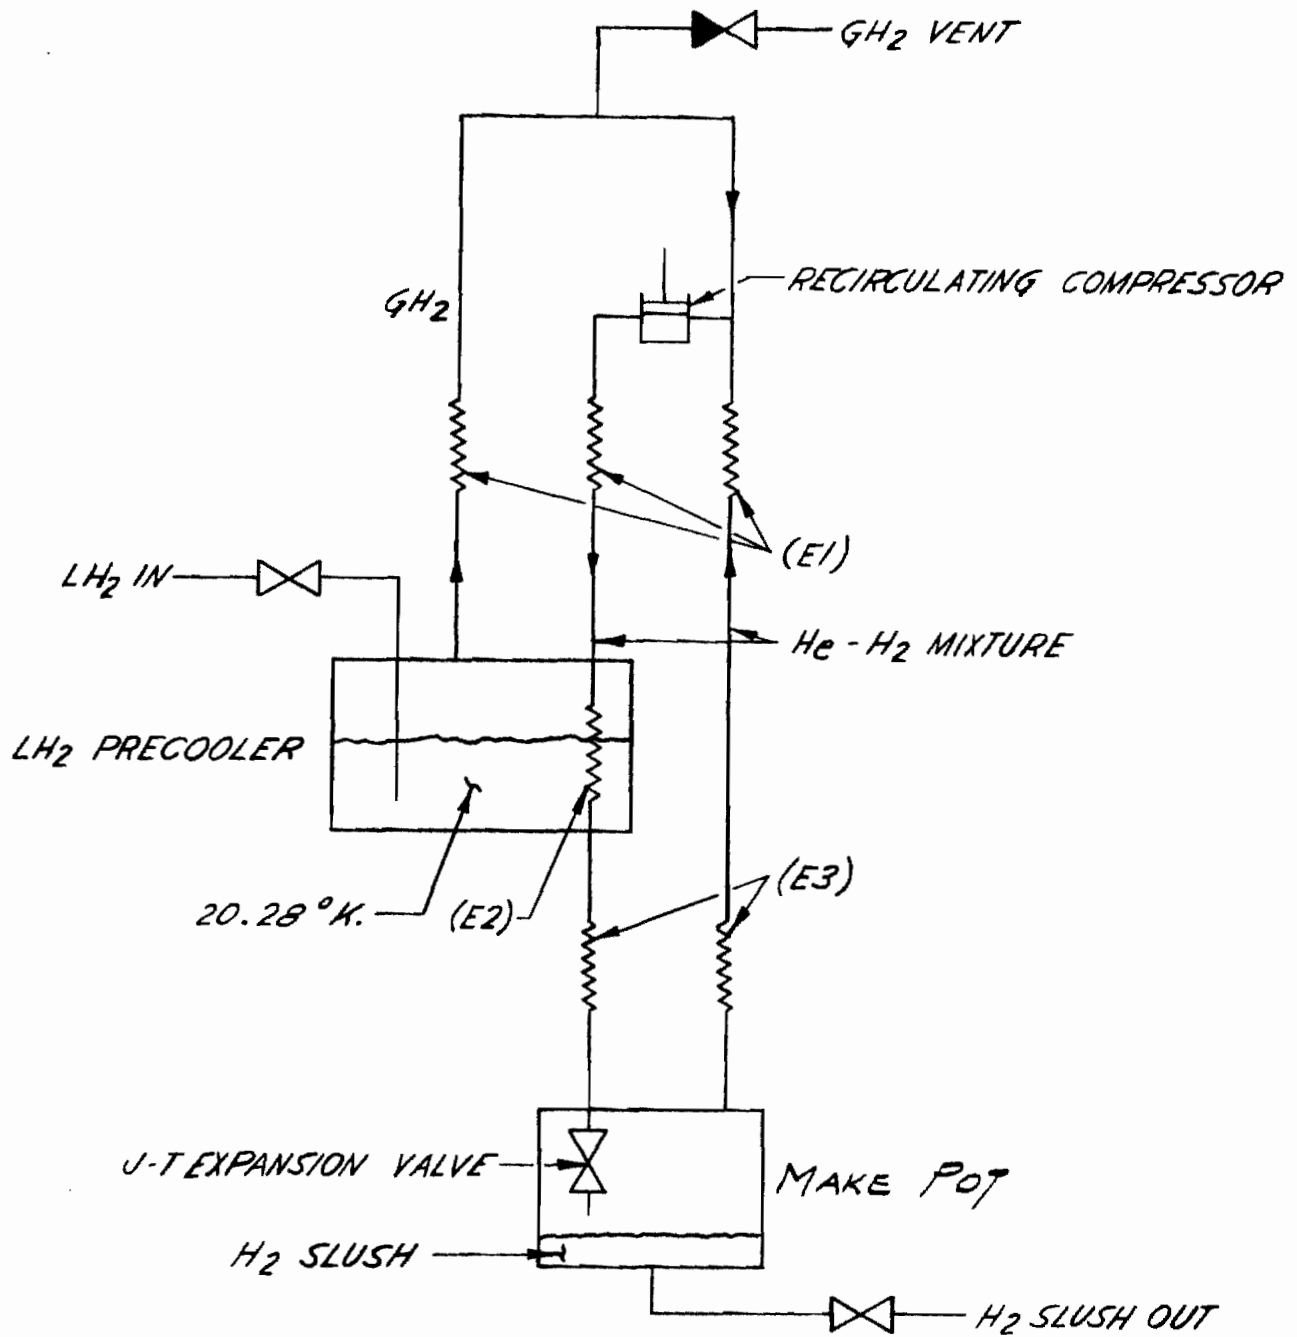 GH2 VENT
RECIRCULATING COMPRESSOR
GH2
(E1)
LH2 IN
He-H2 MIXTURE
LH2 PRECOOLER
(E3)
20.28°K.
(E2)
J-T EXPANSION VALVE
MAKE POT
H2 SLUSH
H2 SLUSH OUT